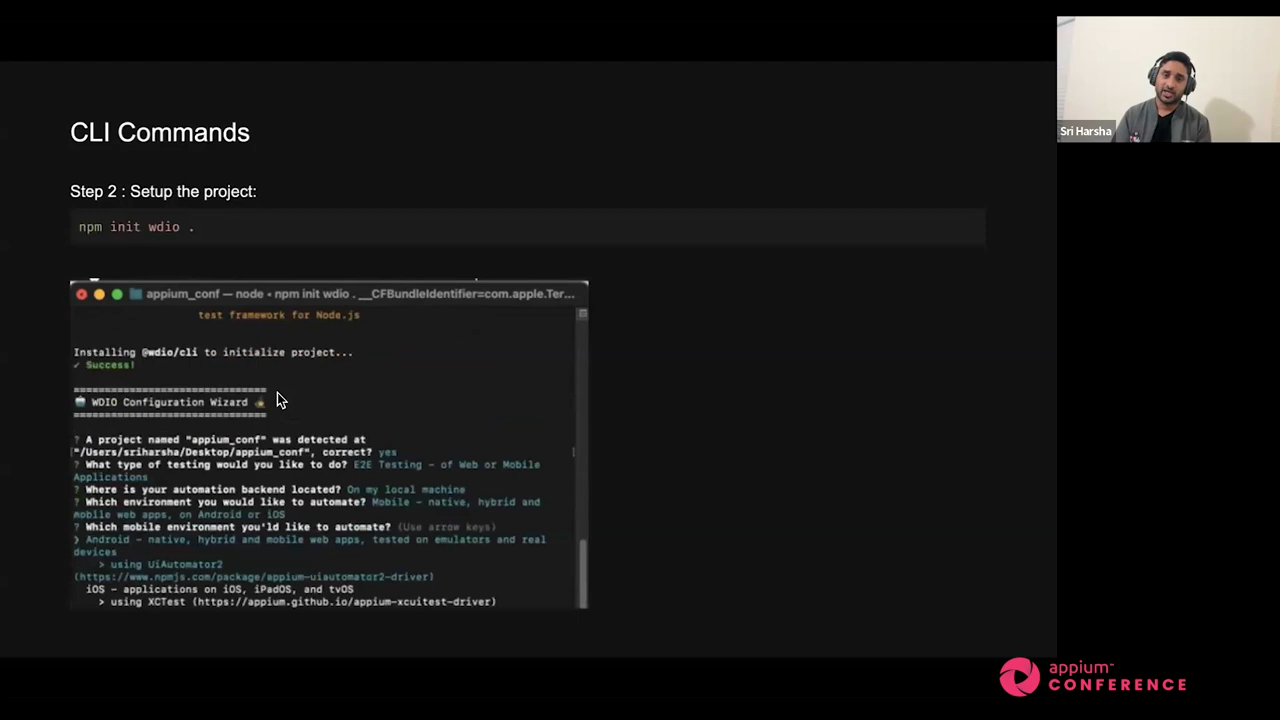 CLI Commands
Step 2 : Setup the project:
npm init wdio .
appium_conf — node • npm init wdio . __CFBundleIdentifier=com.apple.Ter...
test framework for Node.js
Installing @wdio/cli to initialize project...
✔ Success!
===============================
WDIO Configuration Wizard
===============================
? A project named "appium_conf" was detected at
"/Users/sriharsha/Desktop/appium_conf", correct? yes
? What type of testing would you like to do? E2E Testing - of Web or Mobile
Applications
? Where is your automation backend located? On my local machine
? Which environment you would like to automate? Mobile - native, hybrid and
mobile web apps, on Android or iOS
? Which mobile environment you'ld like to automate? (Use arrow keys)
❯ Android - native, hybrid and mobile web apps, tested on emulators and real
devices
> using UiAutomator2
(https://www.npmjs.com/package/appium-uiautomator2-driver)
iOS - applications on iOS, iPadOS, and tvOS
> using XCTest (https://appium.github.io/appium-xcuitest-driver)
Sri Harsha
appium
CONFERENCE